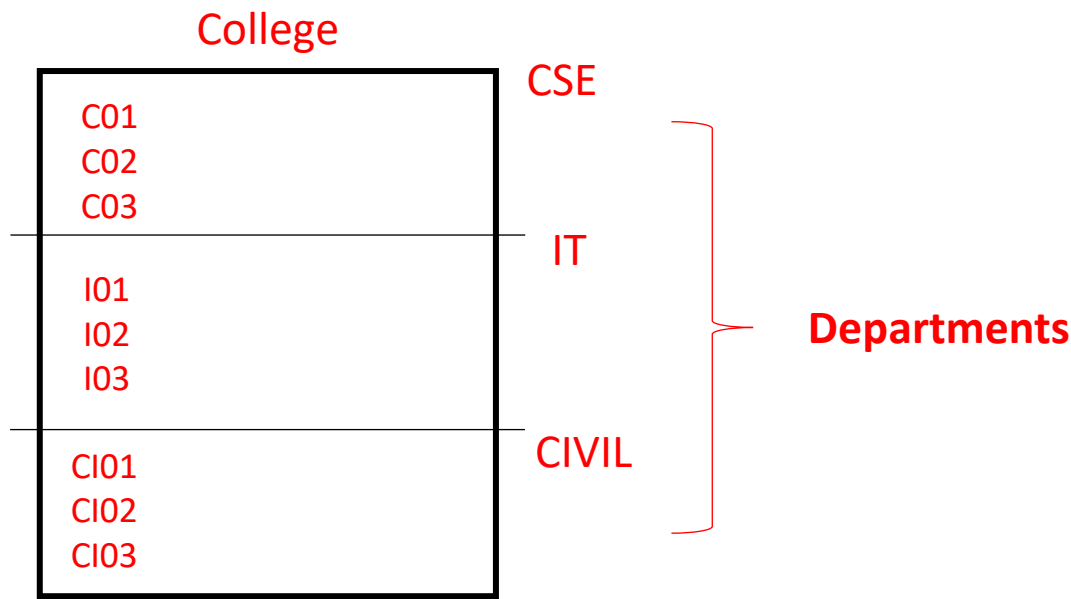 College
CSE
C01
C02
C03
IT
I01
I02
I03
Departments
CIVIL
CI01
CI02
CI03